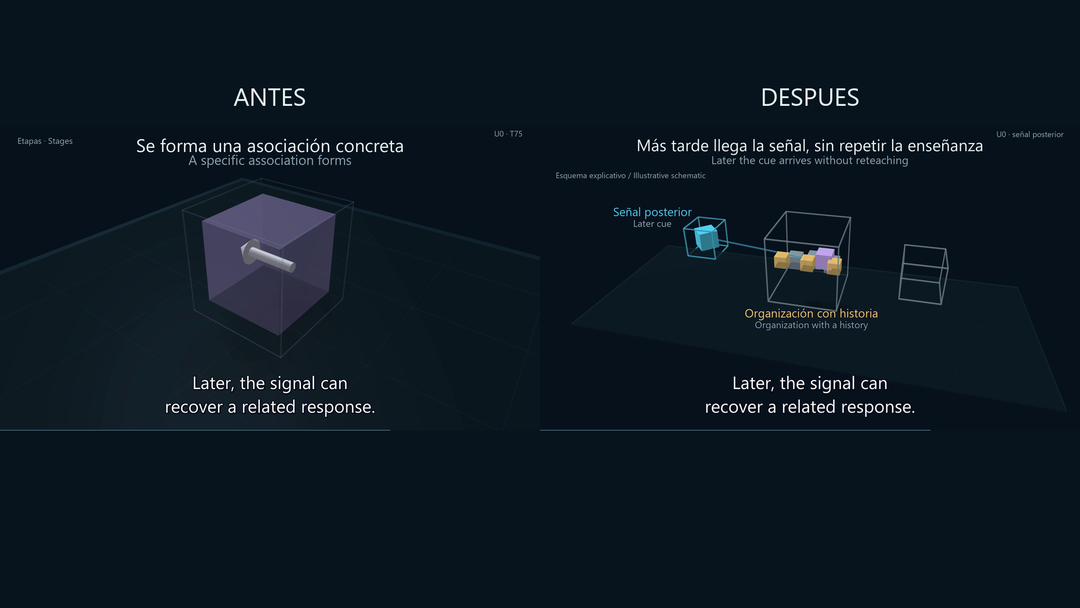 ANTES
Etapas · Stages
U0 · T75
Se forma una asociación concreta
A specific association forms
Later, the signal can
recover a related response.
DESPUES
U0 · señal posterior
Más tarde llega la señal, sin repetir la enseñanza
Later the cue arrives without reteaching
Esquema explicativo / Illustrative schematic
Señal posterior
Later cue
Organización con historia
Organization with a history
Later, the signal can
recover a related response.